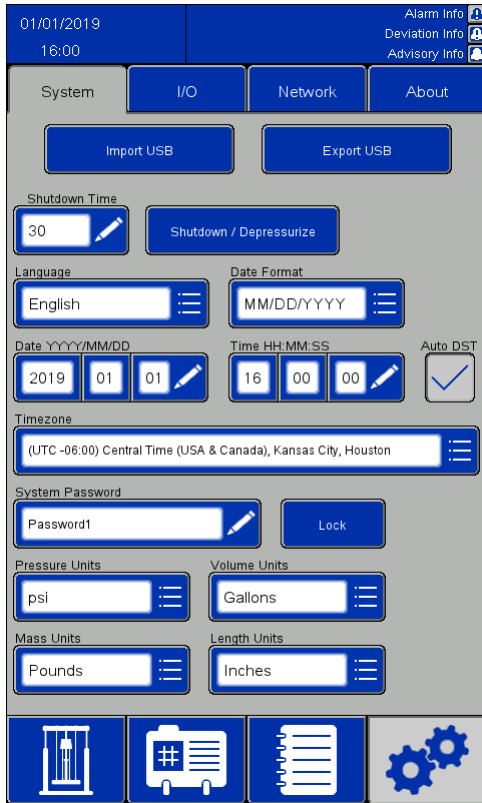 01/01/2019
16:00
Alarm Info
Deviation Info
Advisory Info
System
I/O
Network
About
Import USB
Export USB
Shutdown Time
30
Shutdown / Depressurize
Language
Date Format
English
MM/DD/YYYY
Date YYYY/MM/DD
Time HH:MM:SS
Auto DST
2019 01 01
16 00 00
Timezone
(UTC -06:00) Central Time (USA & Canada), Kansas City, Houston
System Password
Password1
Lock
Pressure Units
Volume Units
psi
Gallons
Mass Units
Length Units
Pounds
Inches